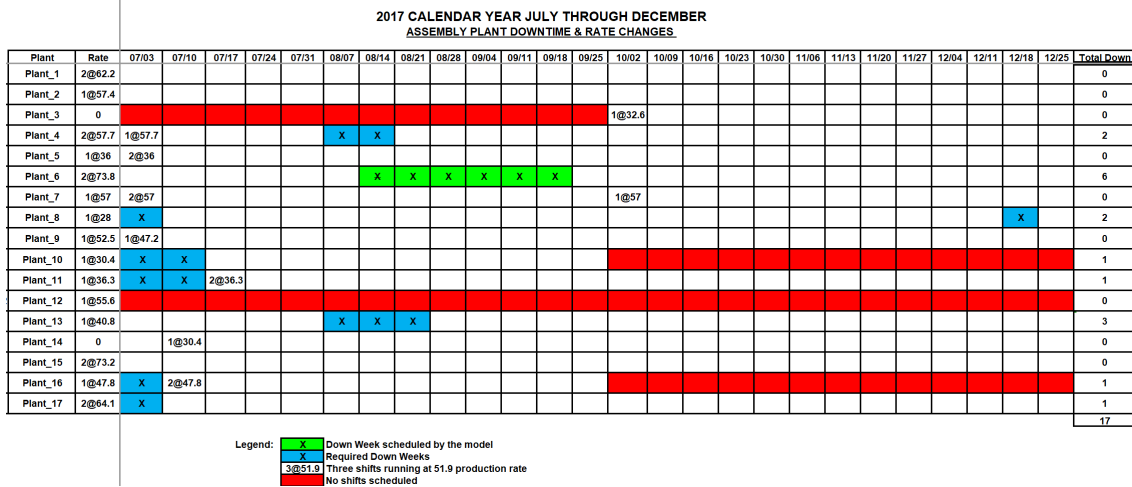 2017 CALENDAR YEAR JULY THROUGH DECEMBER
ASSEMBLY PLANT DOWNTIME & RATE CHANGES
Plant Rate 07/03 07/10 07/17 07/24 07/31 08/07 08/14 08/21 08/28 09/04 09/11 09/18 09/25 10/02 10/09 10/16 10/23 10/30 11/06 11/13 11/20 11/27 12/04 12/11 12/18 12/25 Total Down
Plant_1 2@62.2 0
Plant_2 1@57.4 0
Plant_3 0 1@32.6 0
Plant_4 2@57.7 1@57.7 X X 2
Plant_5 1@36 2@36 0
Plant_6 2@73.8 X X X X X X 6
Plant_7 1@57 2@57 1@57 0
Plant_8 1@28 X X 2
Plant_9 1@52.5 1@47.2 0
Plant_10 1@30.4 X X 1
Plant_11 1@36.3 X X 2@36.3 1
Plant_12 1@55.6 0
Plant_13 1@40.8 X X X 3
Plant_14 0 1@30.4 0
Plant_15 2@73.2 0
Plant_16 1@47.8 X 2@47.8 1
Plant_17 2@64.1 X 1
17
Legend: X Down Week scheduled by the model
X Required Down Weeks
3@51.9 Three shifts running at 51.9 production rate
No shifts scheduled